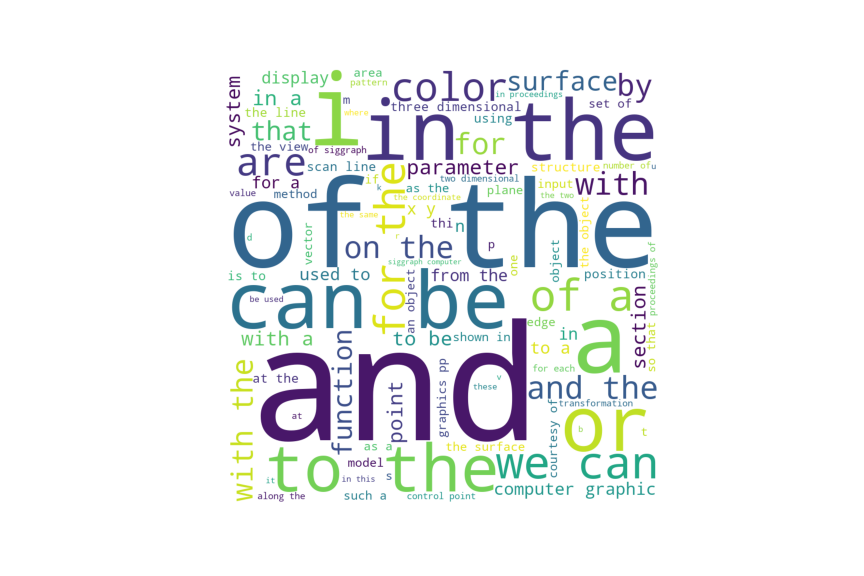 display
area
pattern
i
color
in proceedings
surface
by
system
in a
m
three dimensional
set of
the line
where
using
that
in the
the view
of siggraph
for
are
scan line
parameter
structure
number of
u
for a
if
two dimensional
input
with
k
as the
plane
value
method
the coordinate
the two
of the
for the
the same
x y
thi
n
the object
d
vector
r
p
on the
siggraph computer
one
object
proceedings of
is to
used to
an object
from the
position
can be
be used
of a
section
so that
with a
function
to be
shown in
edge
in
a
to a
and
at the
with the
point
graphics pp
v
these
for each
and the
transformation
at
courtesy of
or
b
t
as a
the surface
to the
we can
model
it
in this
s
computer graphic
along the
such a
control point